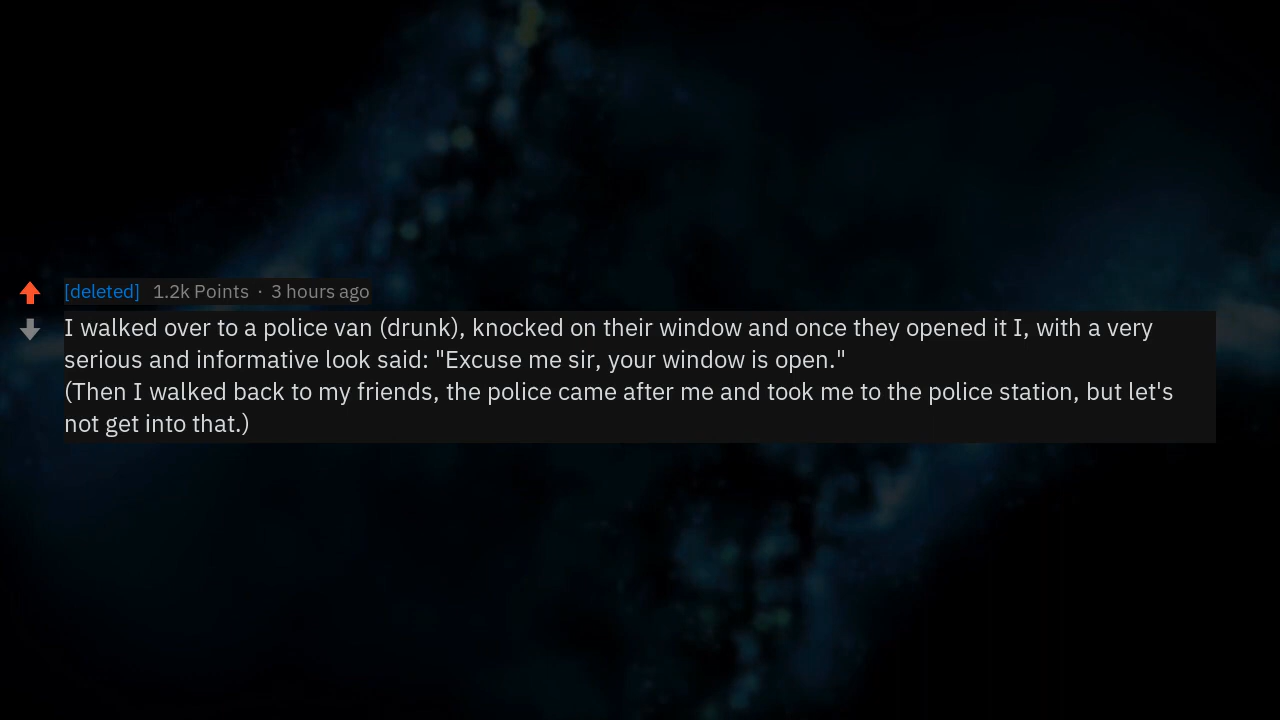 [deleted] 1.2k Points · 3 hours ago
I walked over to a police van (drunk), knocked on their window and once they opened it I, with a very
serious and informative look said: "Excuse me sir, your window is open."
(Then I walked back to my friends, the police came after me and took me to the police station, but let's
not get into that.)